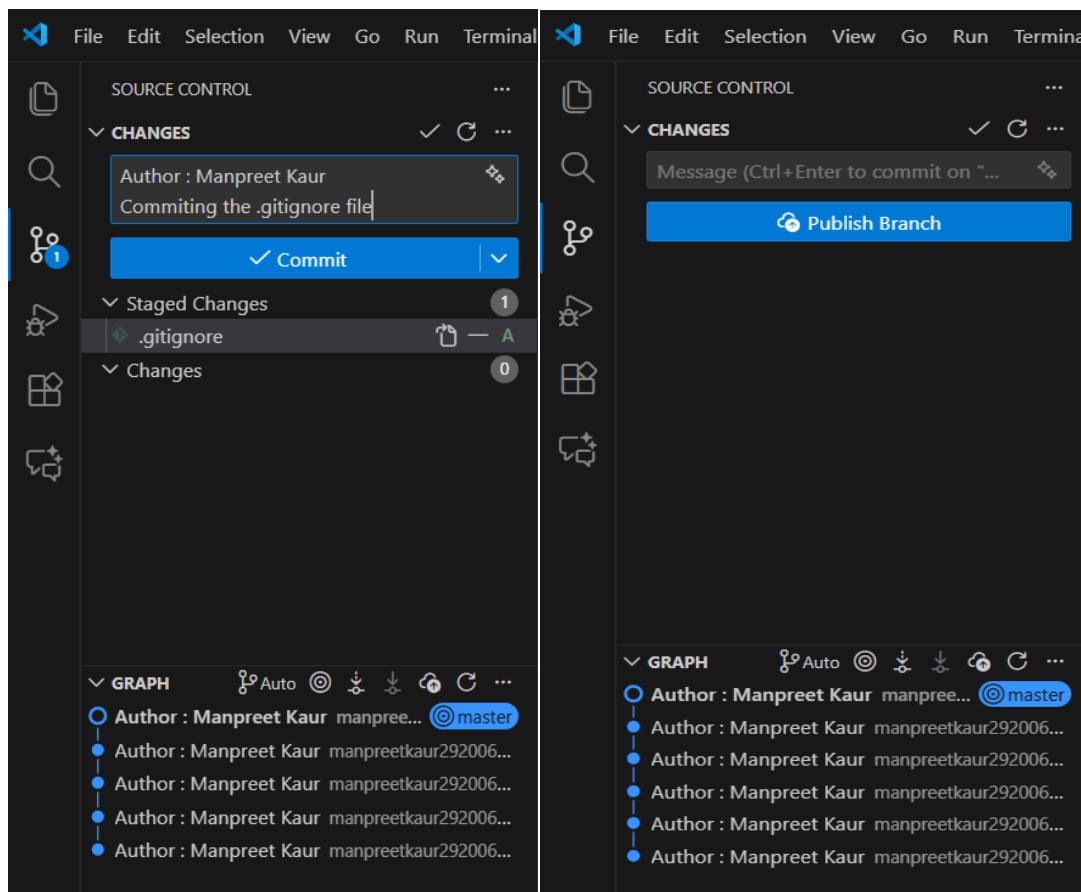 File Edit Selection View Go Run Terminal
SOURCE CONTROL ...
CHANGES ...
Author : Manpreet Kaur
Commiting the .gitignore file
Commit
1
Staged Changes 1
.gitignore A
Changes 0
GRAPH Auto ...
Author : Manpreet Kaur manpree... master
Author : Manpreet Kaur manpreetkaur292006...
Author : Manpreet Kaur manpreetkaur292006...
Author : Manpreet Kaur manpreetkaur292006...
Author : Manpreet Kaur manpreetkaur292006...
File Edit Selection View Go Run Termina
SOURCE CONTROL ...
CHANGES ...
Message (Ctrl+Enter to commit on "...
Publish Branch
GRAPH Auto ...
Author : Manpreet Kaur manpree... master
Author : Manpreet Kaur manpreetkaur292006...
Author : Manpreet Kaur manpreetkaur292006...
Author : Manpreet Kaur manpreetkaur292006...
Author : Manpreet Kaur manpreetkaur292006...
Author : Manpreet Kaur manpreetkaur292006...